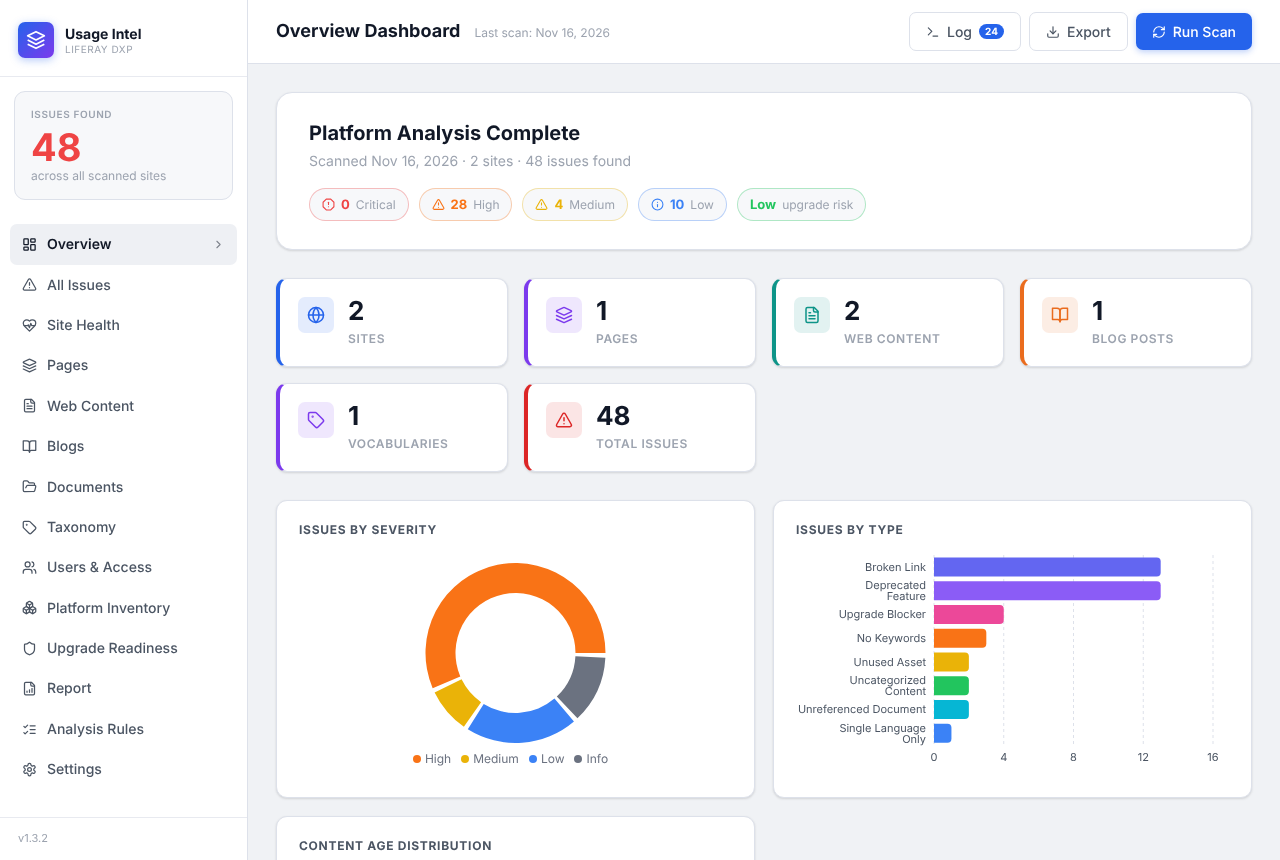 Usage Intel
LIFERAY DXP
ISSUES FOUND
48
across all scanned sites
Overview
All Issues
Site Health
Pages
Web Content
Blogs
Documents
Taxonomy
Users & Access
Platform Inventory
Upgrade Readiness
Report
Analysis Rules
Settings
v1.3.2
Overview Dashboard Last scan: Nov 16, 2026
Log 24
Export
Run Scan
Platform Analysis Complete
Scanned Nov 16, 2026 · 2 sites · 48 issues found
0 Critical
28 High
4 Medium
10 Low
Low upgrade risk
2
SITES
1
PAGES
2
WEB CONTENT
1
BLOG POSTS
1
VOCABULARIES
48
TOTAL ISSUES
ISSUES BY SEVERITY
High
Medium
Low
Info
ISSUES BY TYPE
Broken Link
Deprecated
Feature
Upgrade Blocker
No Keywords
Unused Asset
Uncategorized
Content
Unreferenced Document
Single Language
Only
0 4 8 12 16
CONTENT AGE DISTRIBUTION